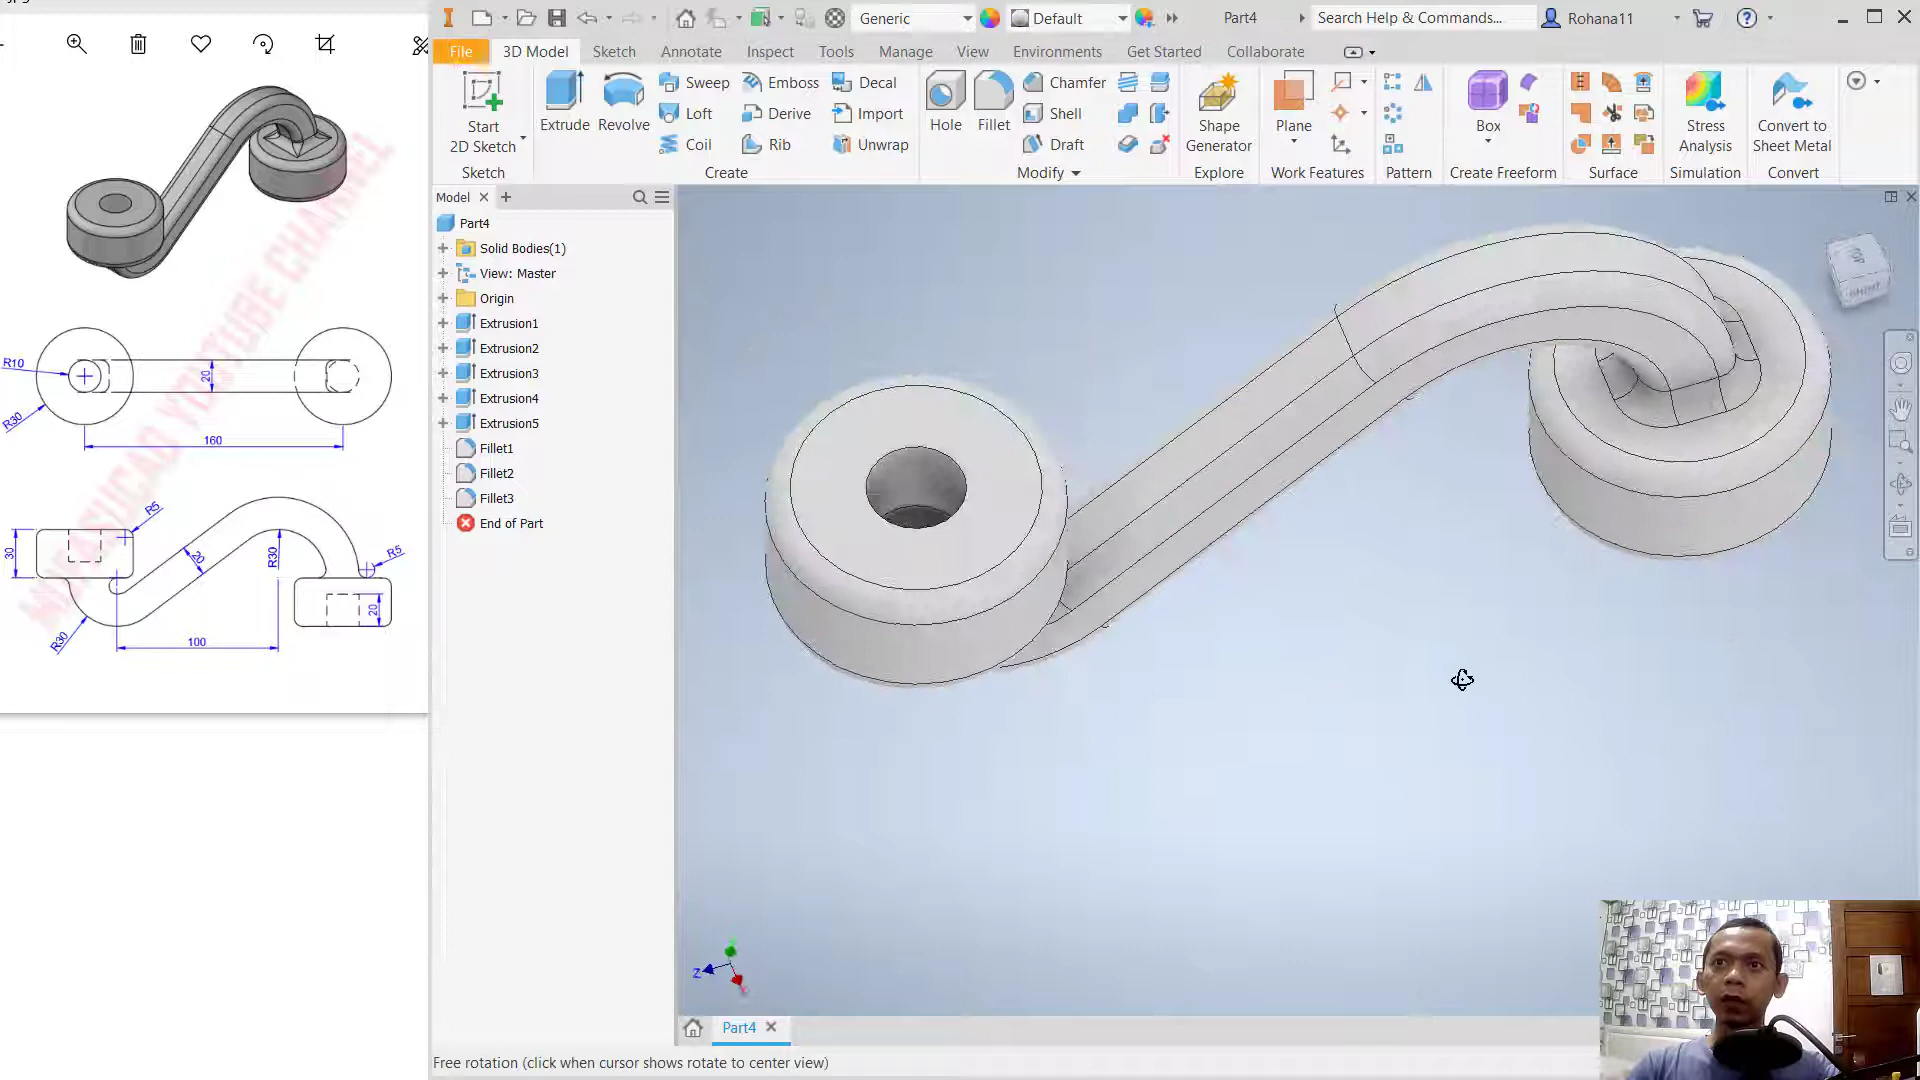 Generic
Default
Part4
Search Help & Commands...
Rohana11
File
3D Model
Sketch
Annotate
Inspect
Tools
Manage
View
Environments
Get Started
Collaborate
Start
2D Sketch
Extrude
Revolve
Sweep
Loft
Coil
Emboss
Derive
Rib
Decal
Import
Unwrap
Hole
Fillet
Chamfer
Shell
Draft
Shape
Generator
Plane
Box
Stress
Analysis
Convert to
Sheet Metal
Sketch
Create
Modify
Explore
Work Features
Pattern
Create Freeform
Surface
Simulation
Convert
Model
Part4
Solid Bodies(1)
View: Master
Origin
Extrusion1
Extrusion2
Extrusion3
Extrusion4
Extrusion5
Fillet1
Fillet2
Fillet3
End of Part
R10
R30
20
160
R5
30
20
R30
R5
20
R30
100
CAD YOUTUBE CHANNEL
TOP
FRONT
Z
Part4
Free rotation (click when cursor shows rotate to center view)